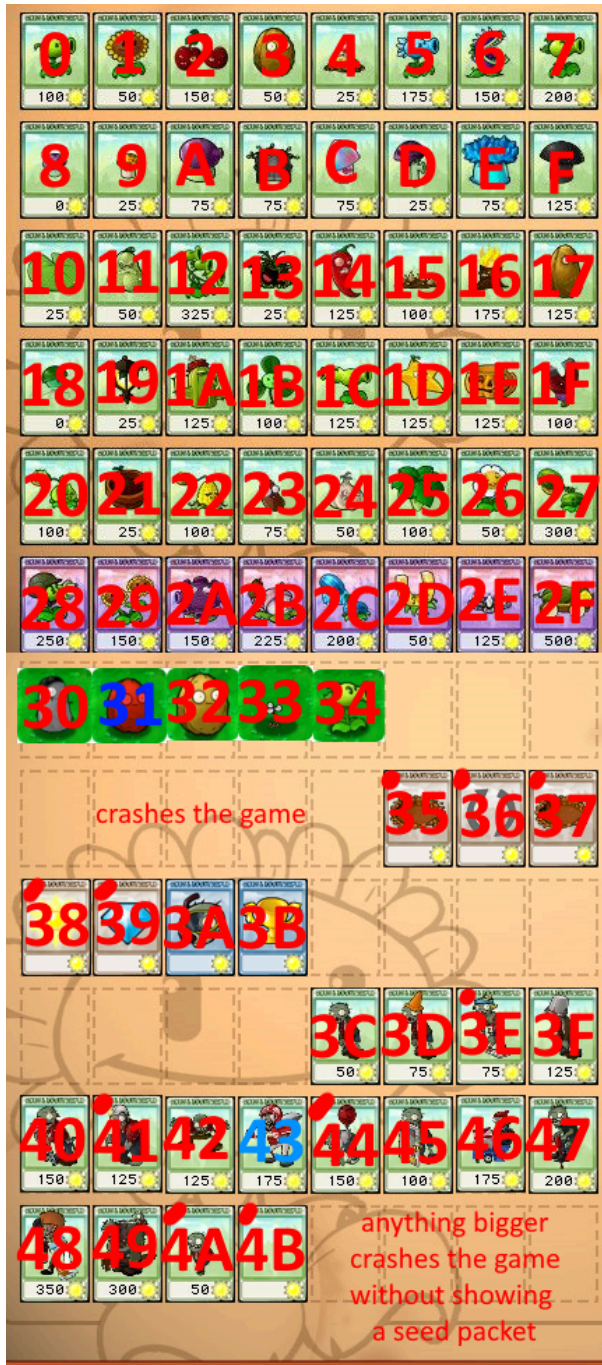 0 1 2 3 4 5 6 7
100 50 150 50 25 175 150 200
8 9 A B C D E F
0 25 75 75 75 25 75 125
10 11 12 13 14 15 16 17
25 50 325 25 125 100 175 125
18 19 1A 1B 1C 1D 1E 1F
0 25 125 100 125 125 125 100
20 21 22 23 24 25 26 27
100 25 100 75 50 100 50 300
28 29 2A 2B 2C 2D 2E 2F
250 150 150 225 200 50 125 500
30 31 32 33 34
crashes the game
35 36 37
38 39 3A 3B
3C 3D 3E 3F
50 75 75 125
40 41 42 43 44 45 46 47
150 125 125 175 150 100 175 200
48 49 4A 4B
350 300 50
anything bigger
crashes the game
without showing
a seed packet